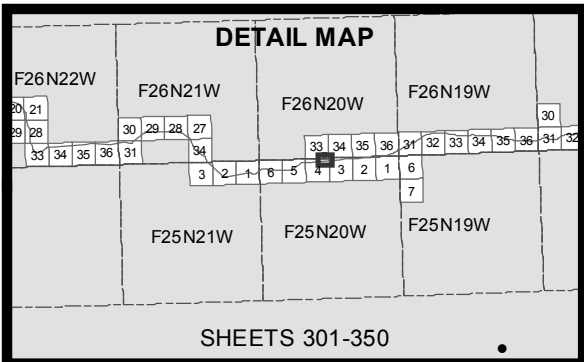 DETAIL MAP
F26N22W
F26N21W
F26N20W
F26N19W
20 21
29 28
33 34 35 36 31
30 29 28 27
34
3 2 1 6 5 4 3 2 1 6
7
33 34 35 36 31 32 33 34 35 36 31 32
30
F25N21W
F25N20W
F25N19W
SHEETS 301-350